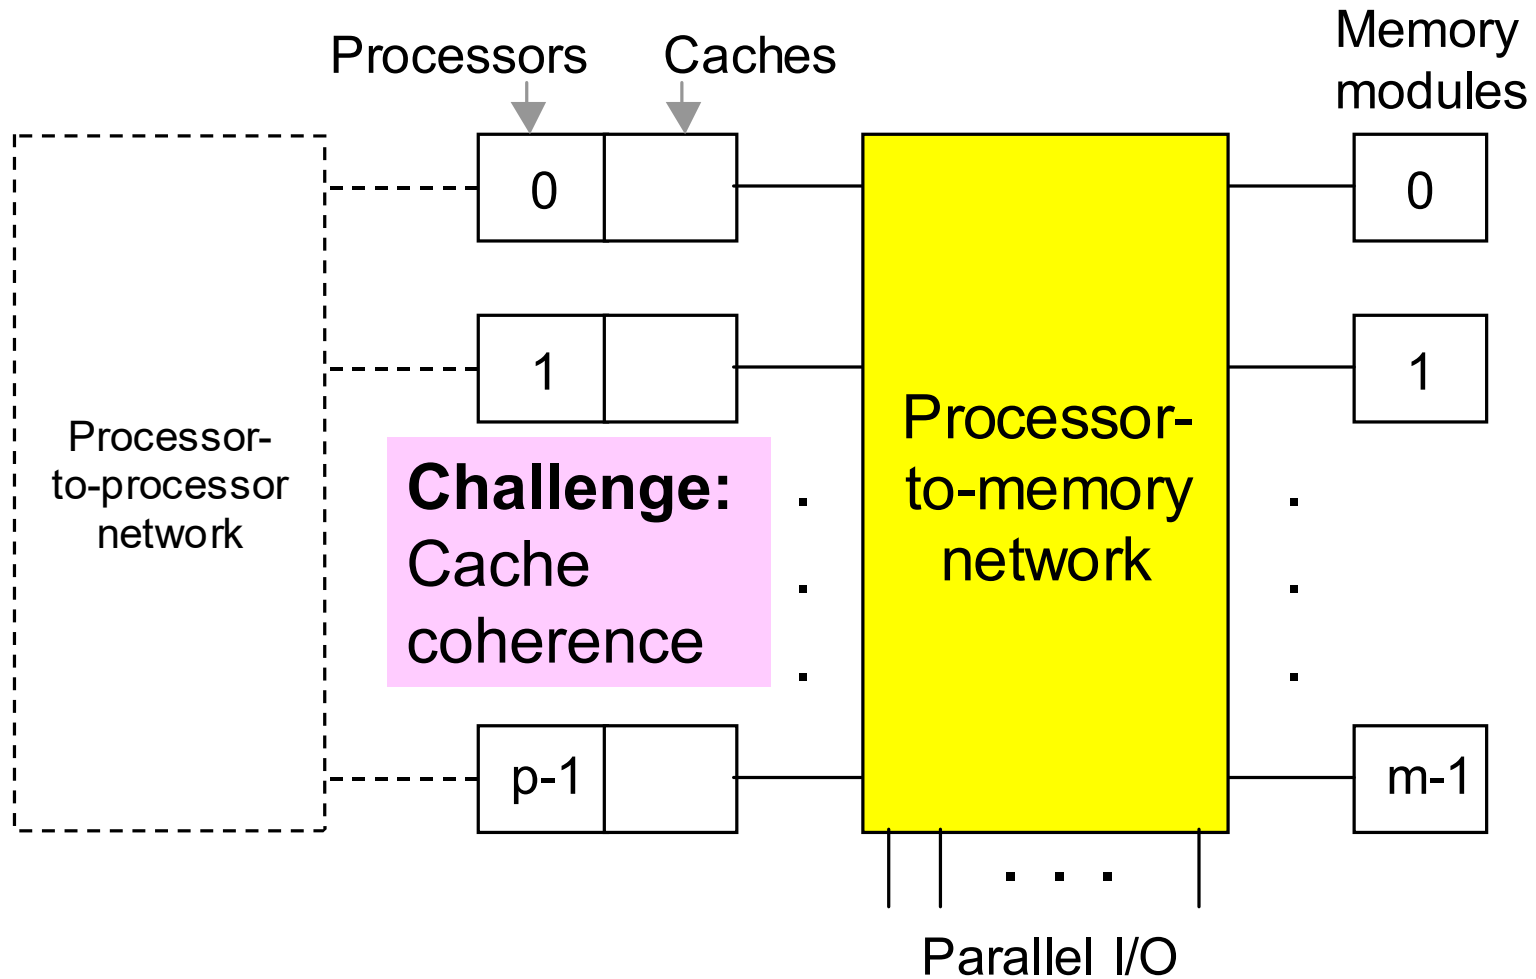 Processors
Caches
Memory
modules
0
0
1
1
Processor-
to-processor
network
Challenge:
Cache
coherence
Processor-
to-memory
network
p-1
m-1
Parallel I/O